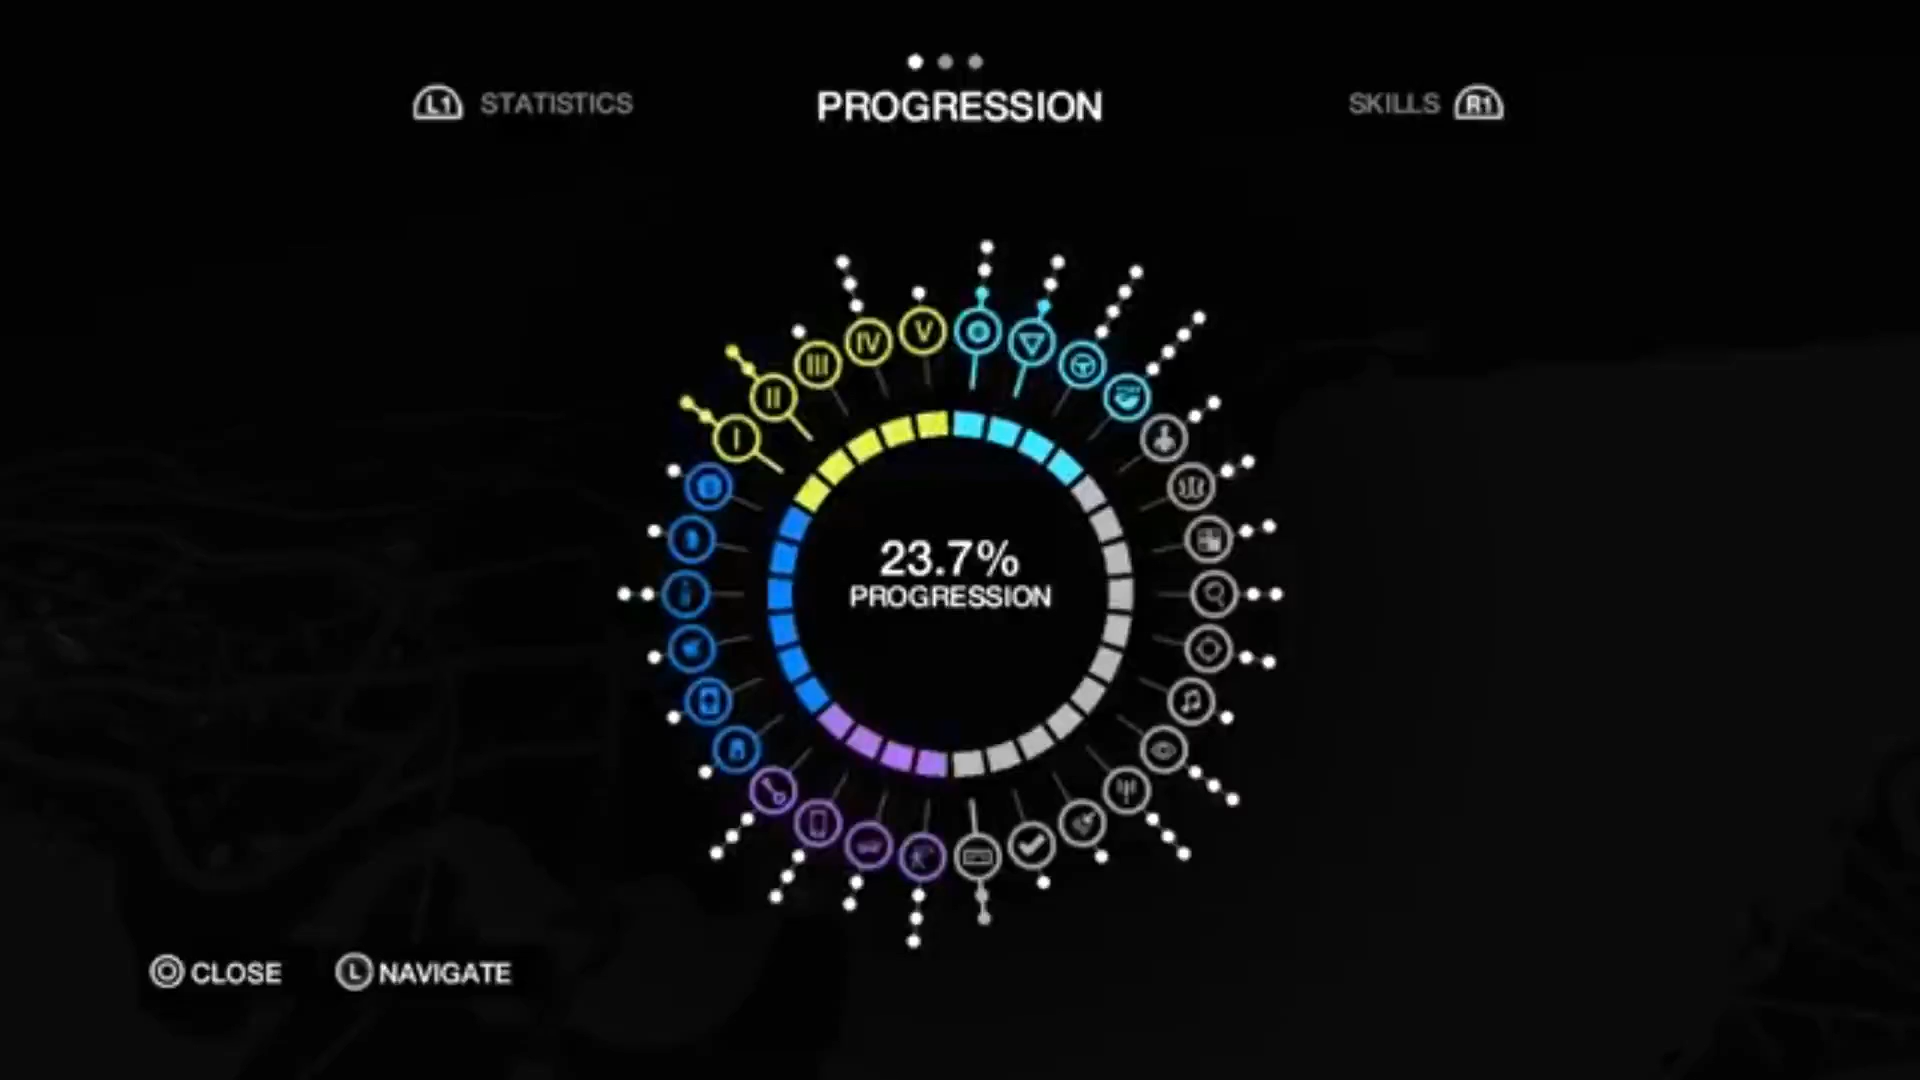 L1 STATISTICS
PROGRESSION
SKILLS R1
I
II
III
IV
V
23.7%
PROGRESSION
CLOSE
L NAVIGATE